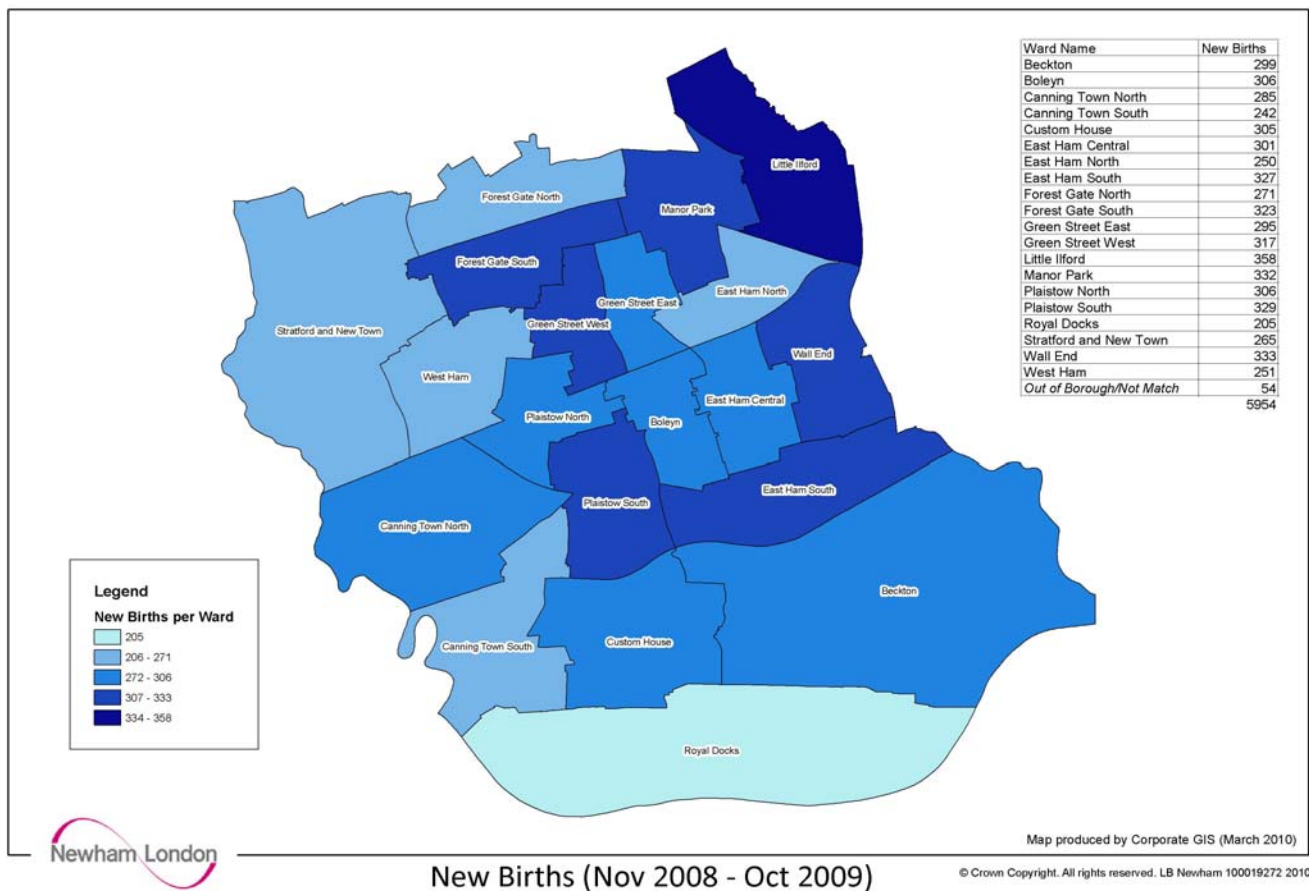 Ward Name New Births
Beckton 299
Boleyn 306
Canning Town North 285
Canning Town South 242
Custom House 305
East Ham Central 301
East Ham North 250
East Ham South 327
Forest Gate North 271
Forest Gate South 323
Green Street East 295
Green Street West 317
Little Ilford 358
Manor Park 332
Plaistow North 306
Plaistow South 329
Royal Docks 205
Stratford and New Town 265
Wall End 333
West Ham 251
Out of Borough/Not Match 54
5954
Little Ilford
Forest Gate North
Manor Park
Forest Gate South
East Ham North
Green Street East
Green Street West
Stratford and New Town
Wall End
West Ham
East Ham Central
Plaistow North
Boleyn
East Ham South
Plaistow South
Canning Town North
Beckton
Custom House
Canning Town South
Royal Docks
Legend
New Births per Ward
205
206 - 271
272 - 306
307 - 333
334 - 358
Map produced by Corporate GIS (March 2010)
Newham London
New Births (Nov 2008 - Oct 2009)
© Crown Copyright. All rights reserved. LB Newham 100019272 2010